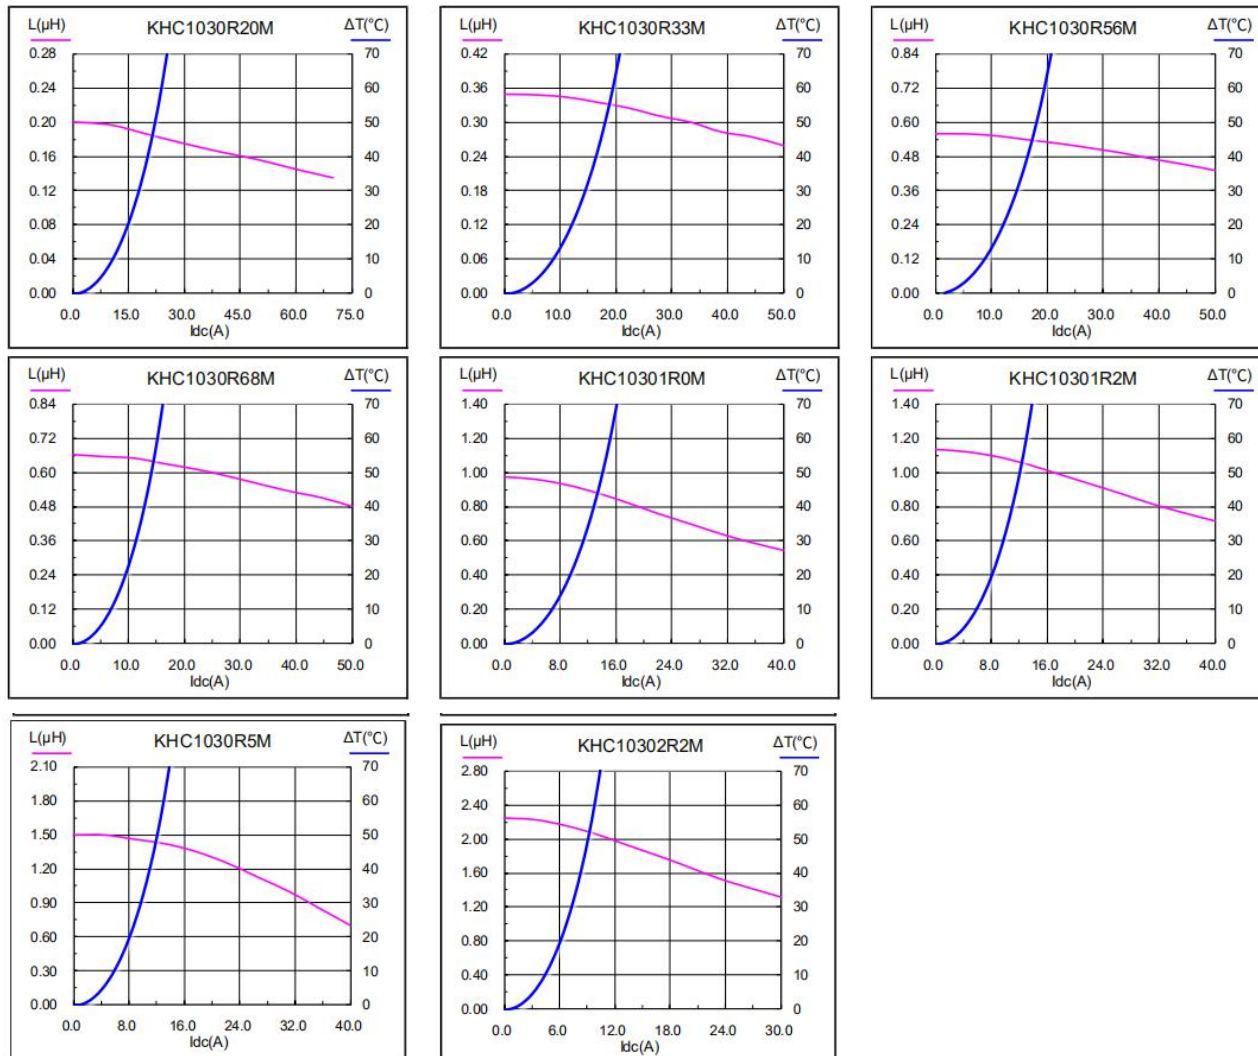 L(μH) KHC1030R20M ΔT(°C)
0.28 70
0.24 60
0.20 50
0.16 40
0.12 30
0.08 20
0.04 10
0.00 0
0.0 15.0 30.0 45.0 60.0 75.0
Idc(A)
L(μH) KHC1030R33M ΔT(°C)
0.42 70
0.36 60
0.30 50
0.24 40
0.18 30
0.12 20
0.06 10
0.00 0
0.0 10.0 20.0 30.0 40.0 50.0
Idc(A)
L(μH) KHC1030R56M ΔT(°C)
0.84 70
0.72 60
0.60 50
0.48 40
0.36 30
0.24 20
0.12 10
0.00 0
0.0 10.0 20.0 30.0 40.0 50.0
Idc(A)
L(μH) KHC1030R68M ΔT(°C)
0.84 70
0.72 60
0.60 50
0.48 40
0.36 30
0.24 20
0.12 10
0.00 0
0.0 10.0 20.0 30.0 40.0 50.0
Idc(A)
L(μH) KHC10301R0M ΔT(°C)
1.40 70
1.20 60
1.00 50
0.80 40
0.60 30
0.40 20
0.20 10
0.00 0
0.0 8.0 16.0 24.0 32.0 40.0
Idc(A)
L(μH) KHC10301R2M ΔT(°C)
1.40 70
1.20 60
1.00 50
0.80 40
0.60 30
0.40 20
0.20 10
0.00 0
0.0 8.0 16.0 24.0 32.0 40.0
Idc(A)
L(μH) KHC1030R5M ΔT(°C)
2.10 70
1.80 60
1.50 50
1.20 40
0.90 30
0.60 20
0.30 10
0.00 0
0.0 8.0 16.0 24.0 32.0 40.0
Idc(A)
L(μH) KHC10302R2M ΔT(°C)
2.80 70
2.40 60
2.00 50
1.60 40
1.20 30
0.80 20
0.40 10
0.00 0
0.0 6.0 12.0 18.0 24.0 30.0
Idc(A)